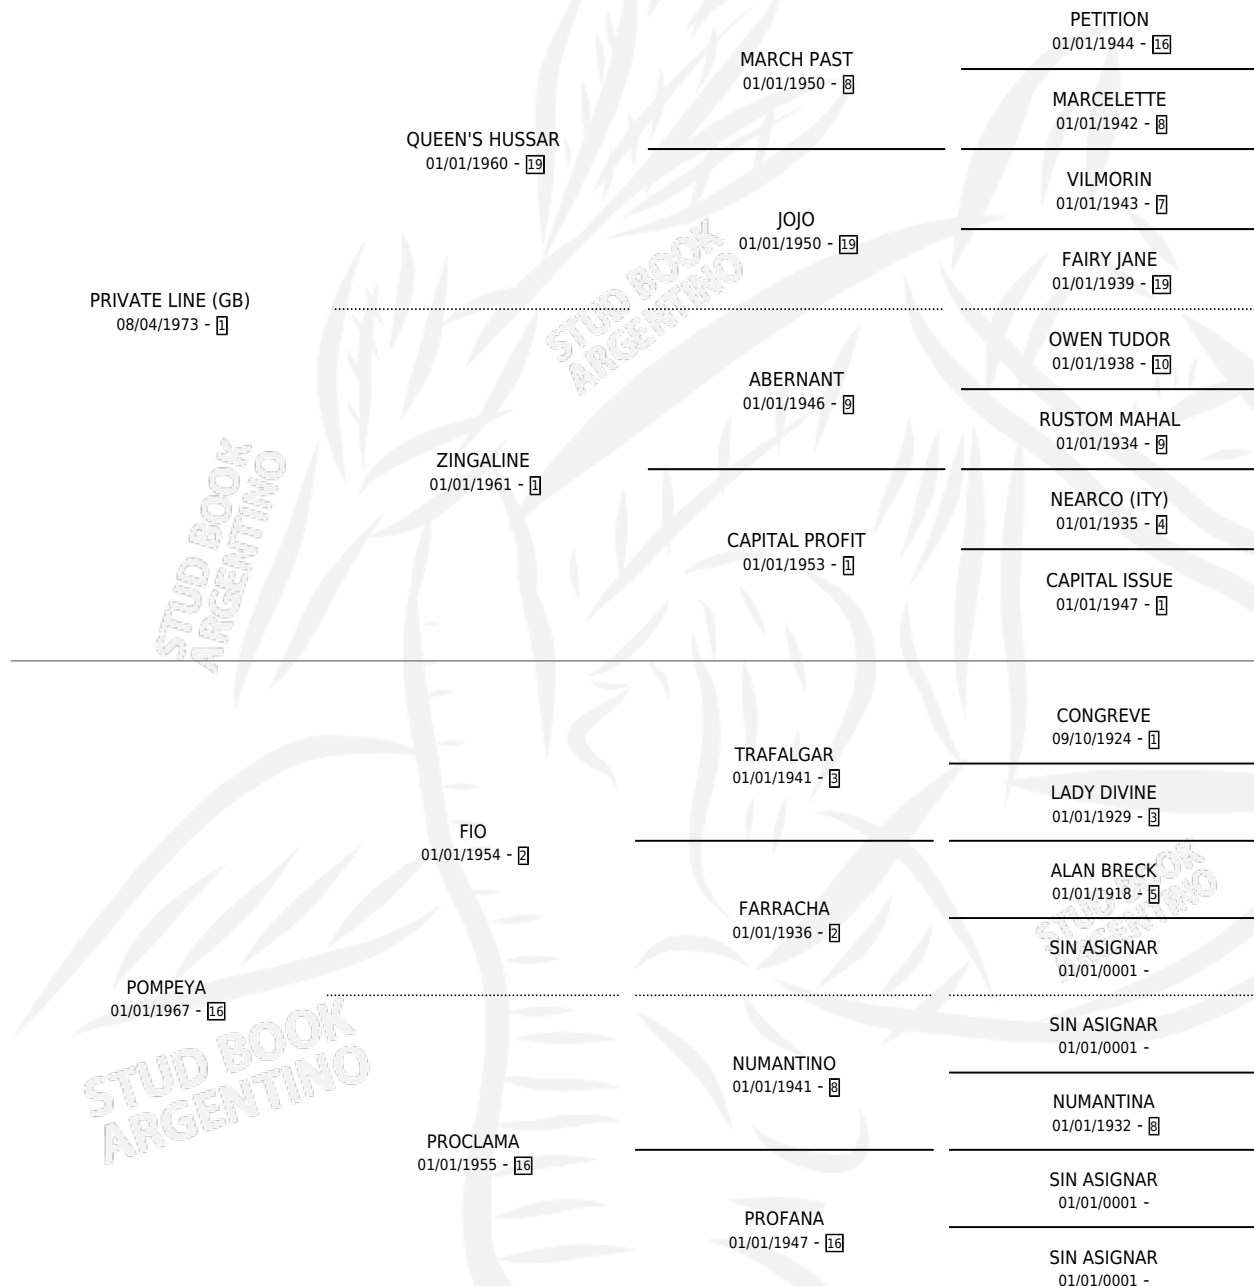 PETITION
01/01/1944 - 16
MARCH PAST
01/01/1950 - 8
MARCELETTE
01/01/1942 - 8
QUEEN'S HUSSAR
01/01/1960 - 19
VILMORIN
01/01/1943 - 7
JOJO
01/01/1950 - 19
FAIRY JANE
01/01/1939 - 19
PRIVATE LINE (GB)
08/04/1973 - 1
STUD BOOK
ARGENTINO
OWEN TUDOR
01/01/1938 - 10
ABERNANT
01/01/1946 - 9
RUSTOM MAHAL
01/01/1934 - 9
ZINGALINE
01/01/1961 - 1
NEARCO (ITY)
01/01/1935 - 4
CAPITAL PROFIT
01/01/1953 - 1
CAPITAL ISSUE
01/01/1947 - 1
STUD BOOK
ARGENTINO
CONGREVE
09/10/1924 - 1
TRAFALGAR
01/01/1941 - 3
LADY DIVINE
01/01/1929 - 3
FIO
01/01/1954 - 2
ALAN BRECK
01/01/1918 - 5
FARRACHA
01/01/1936 - 2
STUD BOOK
ARGENTINO
SIN ASIGNAR
01/01/0001 -
POMPEYA
01/01/1967 - 16
SIN ASIGNAR
01/01/0001 -
STUD BOOK
ARGENTINO
NUMANTINO
01/01/1941 - 8
NUMANTINA
01/01/1932 - 8
PROCLAMA
01/01/1955 - 16
SIN ASIGNAR
01/01/0001 -
PROFANA
01/01/1947 - 16
SIN ASIGNAR
01/01/0001 -